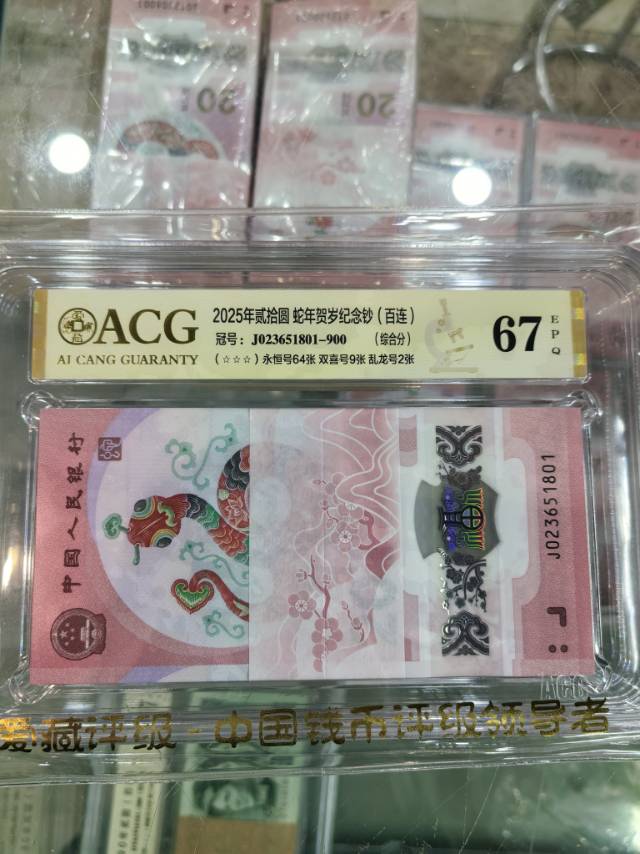 20
20
ACG
AI CANG GUARANTY
2025年贰拾圆 蛇年贺岁纪念钞（百连）
冠号：J023651801-900 （综合分）
（☆☆☆）永恒号64张 双喜号9张 乱龙号2张
67
EPQ
中国人民银行
J023651801
ACG
爱藏评级·中国钱币评级领导者